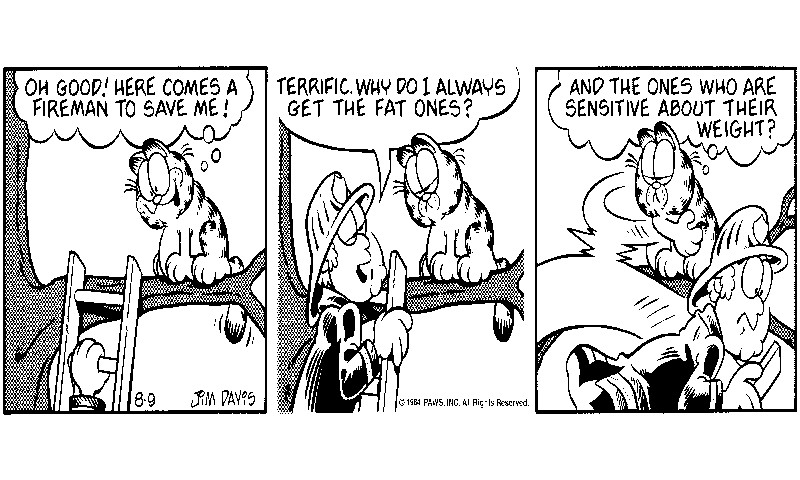 OH GOOD! HERE COMES A
FIREMAN TO SAVE ME!
8-9
JIM DAVIS
TERRIFIC. WHY DO I ALWAYS
GET THE FAT ONES?
© 1984 PAWS, INC. All Rights Reserved.
AND THE ONES WHO ARE
SENSITIVE ABOUT THEIR
WEIGHT?